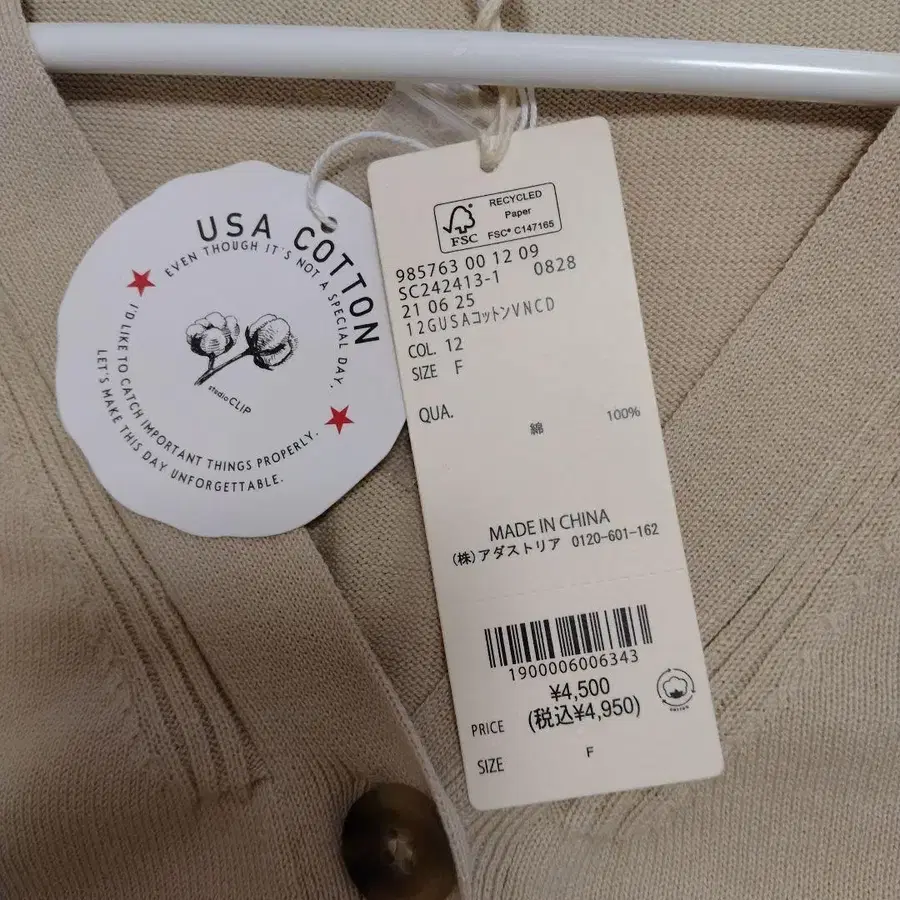 USA COTTON
EVEN THOUGH IT'S NOT A SPECIAL DAY,
I'D LIKE TO CATCH IMPORTANT THINGS PROPERLY.
LET'S MAKE THIS DAY UNFORGETTABLE.
studio CLIP
FSC
RECYCLED
Paper
FSC® C147165
985763 00 12 09
SC242413-1 0828
21 06 25
12GUSAコットンVNCD
COL. 12
SIZE F
QUA.
綿 100%
MADE IN CHINA
(株)アダストリア 0120-601-162
1900006006343
¥4,500
PRICE (税込¥4,950)
SIZE F